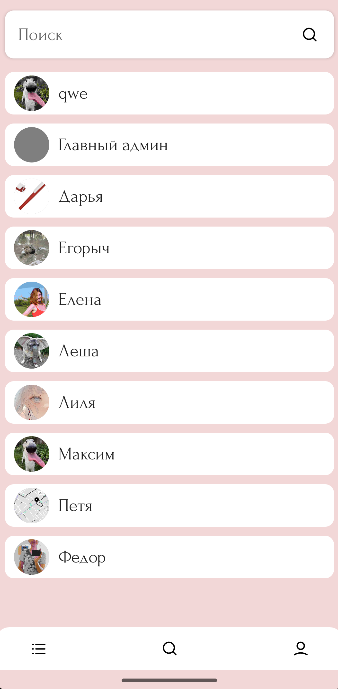 Поиск
qwe
Главный админ
Дарья
Егорыч
Елена
Леша
Лиля
Максим
Петя
Федор